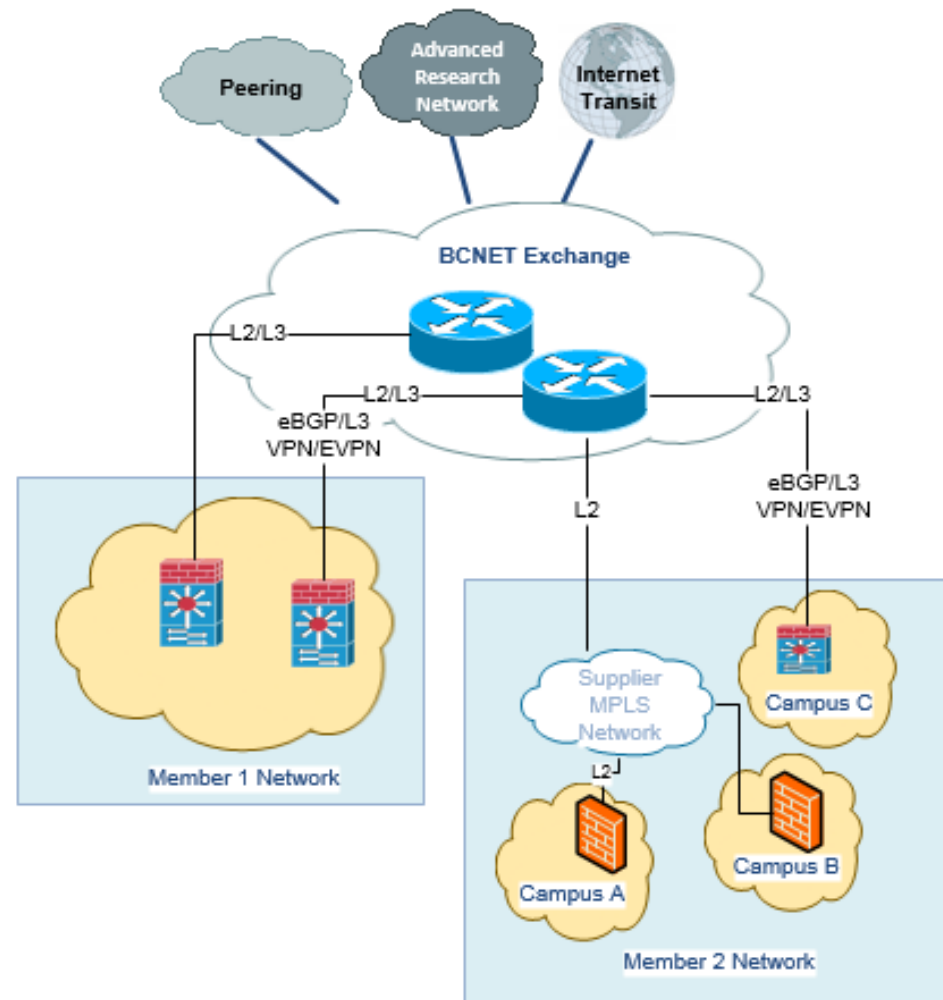 Peering
Advanced
Research
Network
Internet
Transit
BCNET Exchange
L2/L3
L2/L3
L2/L3
eBGP/L3
VPN/EVPN
eBGP/L3
VPN/EVPN
L2
Supplier
MPLS
Network
Campus C
Member 1 Network
L2
Campus B
Campus A
Member 2 Network